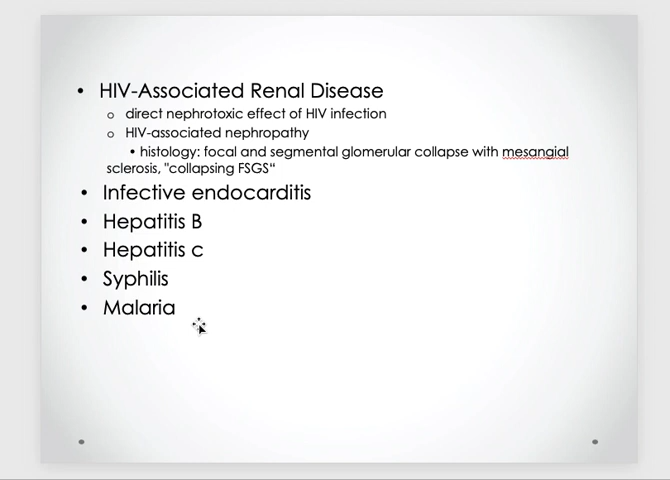 • HIV-Associated Renal Disease
o direct nephrotoxic effect of HIV infection
o HIV-associated nephropathy
• histology: focal and segmental glomerular collapse with mesangial
sclerosis, "collapsing FSGS“
• Infective endocarditis
• Hepatitis B
• Hepatitis c
• Syphilis
• Malaria